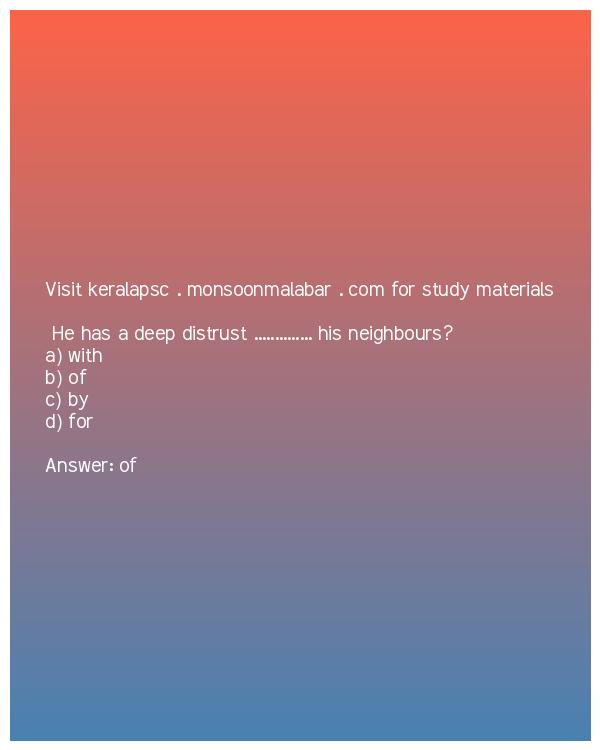 Visit keralapsc . monsoonmalabar . com for study materials
He has a deep distrust .............. his neighbours?
a) with
b) of
c) by
d) for
Answer: of